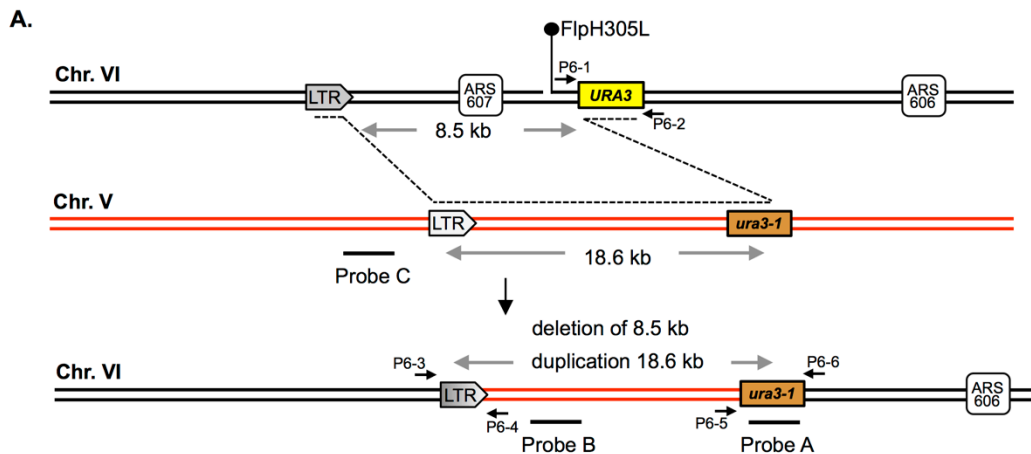 A.
FlpH305L
Chr. VI
P6-1
LTR
ARS
607
URA3
ARS
606
P6-2
8.5 kb
Chr. V
LTR
ura3-1
18.6 kb
Probe C
deletion of 8.5 kb
duplication 18.6 kb
Chr. VI
P6-3
P6-6
LTR
ura3-1
ARS
606
P6-4
P6-5
Probe B
Probe A